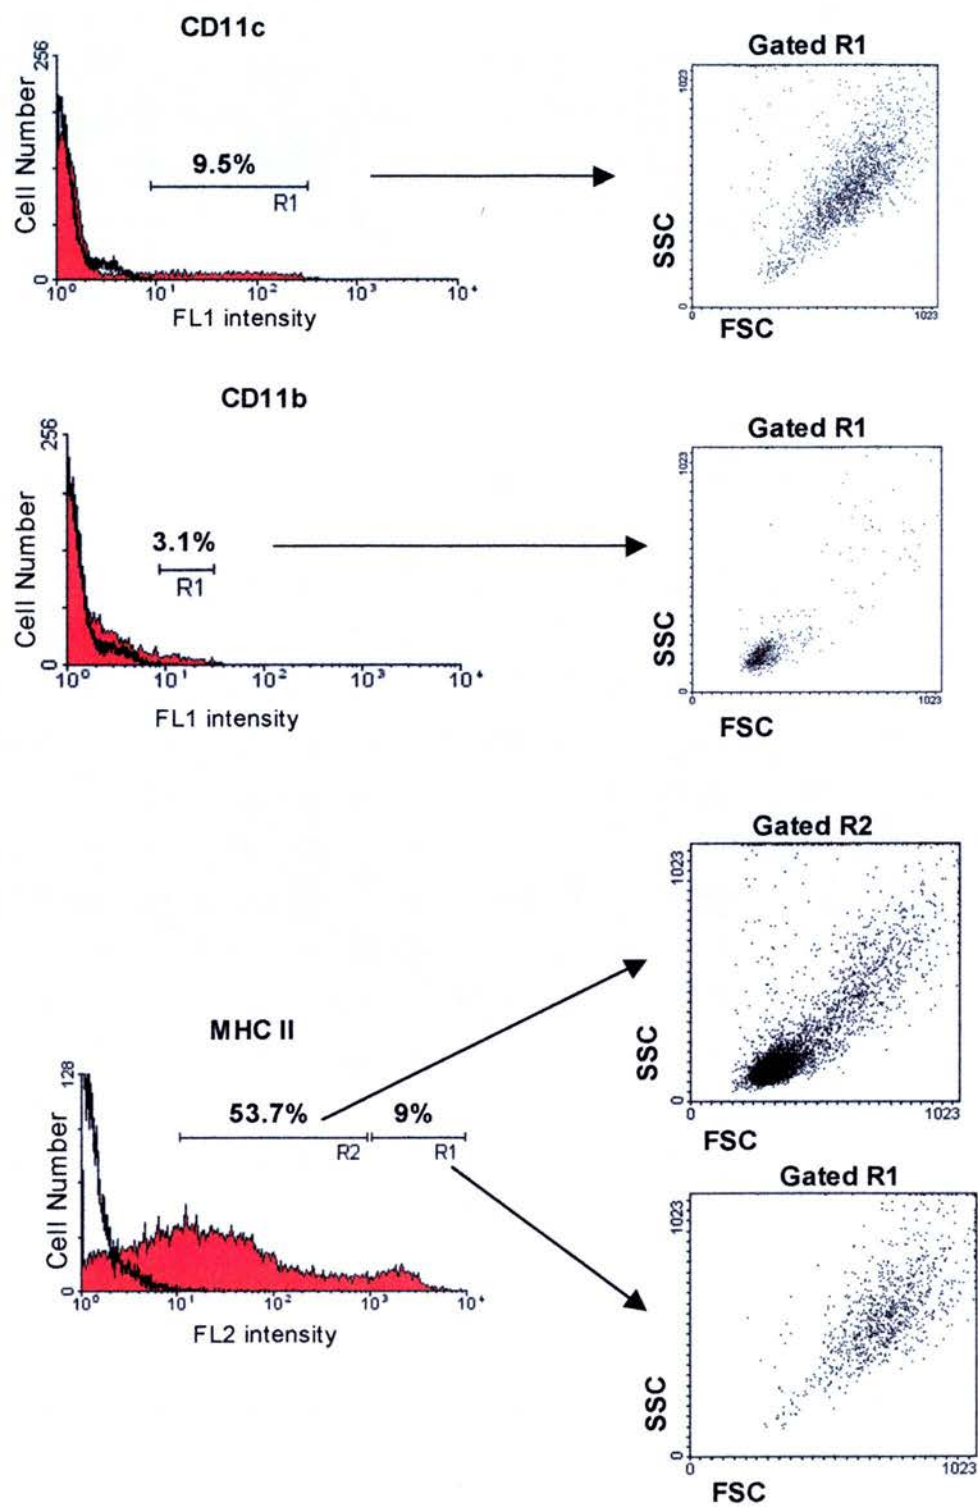 CD11c
256
Cell Number
0
9.5%
R1
10⁰ 10¹ 10² 10³ 10⁴
FL1 intensity
Gated R1
1023
SSC
0
0 1023
FSC
CD11b
256
Cell Number
0
3.1%
R1
10⁰ 10¹ 10² 10³ 10⁴
FL1 intensity
Gated R1
1023
SSC
0
0 1023
FSC
MHC II
128
Cell Number
0
53.7% 9%
R2 R1
10⁰ 10¹ 10² 10³ 10⁴
FL2 intensity
Gated R2
1023
SSC
0
0 1023
FSC
Gated R1
1023
SSC
0
0 1023
FSC